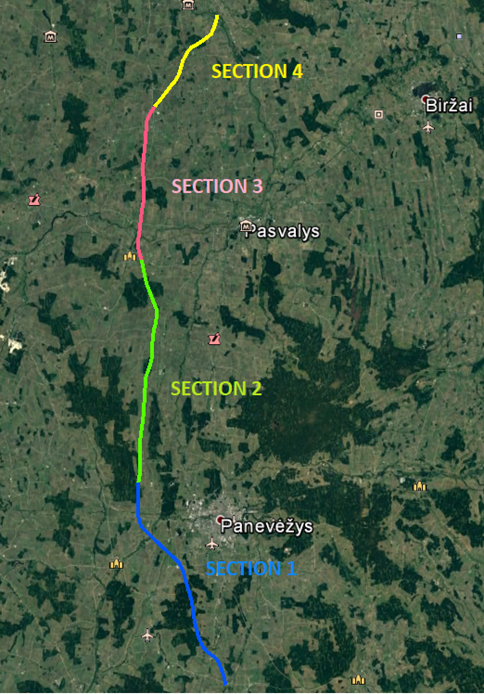 SECTION 4
Biržai
SECTION 3
Pasvalys
SECTION 2
Panevėžys
SECTION 1